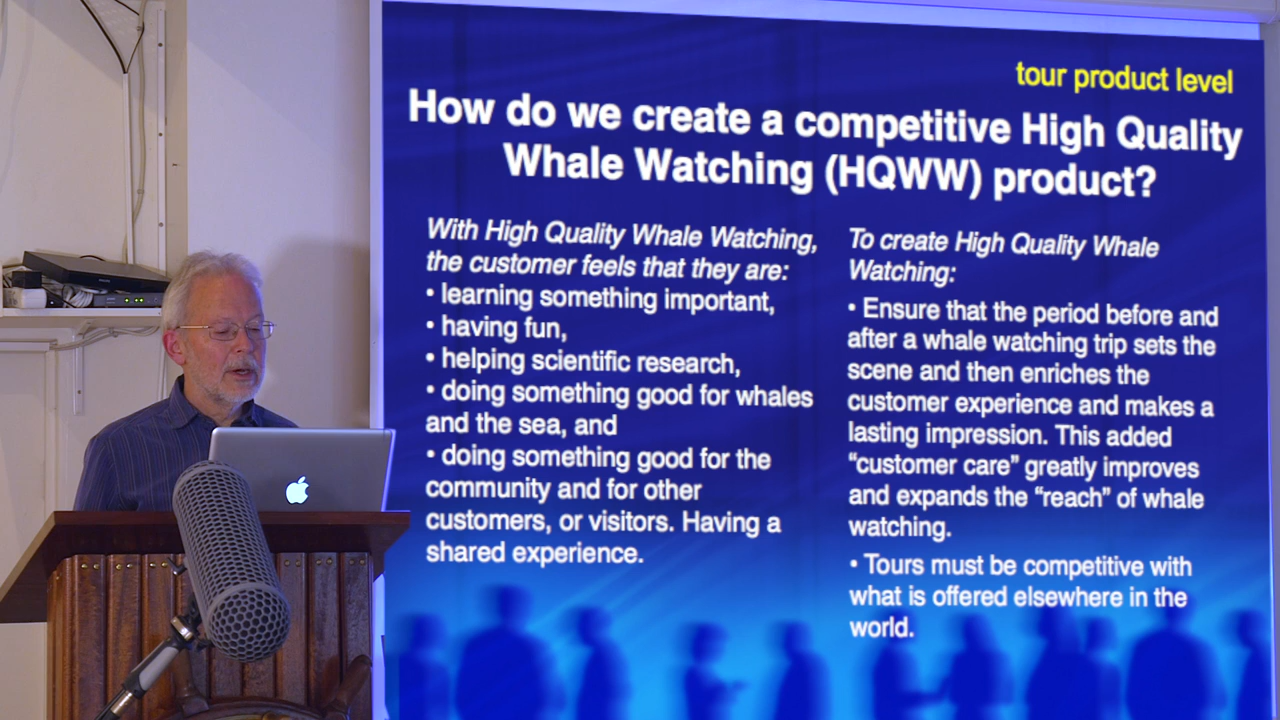 tour product level
How do we create a competitive High Quality
Whale Watching (HQWW) product?
With High Quality Whale Watching,
the customer feels that they are:
• learning something important,
• having fun,
• helping scientific research,
• doing something good for whales
and the sea, and
• doing something good for the
community and for other
customers, or visitors. Having a
shared experience.
To create High Quality Whale
Watching:
• Ensure that the period before and
after a whale watching trip sets the
scene and then enriches the
customer experience and makes a
lasting impression. This added
“customer care” greatly improves
and expands the “reach” of whale
watching.
• Tours must be competitive with
what is offered elsewhere in the
world.